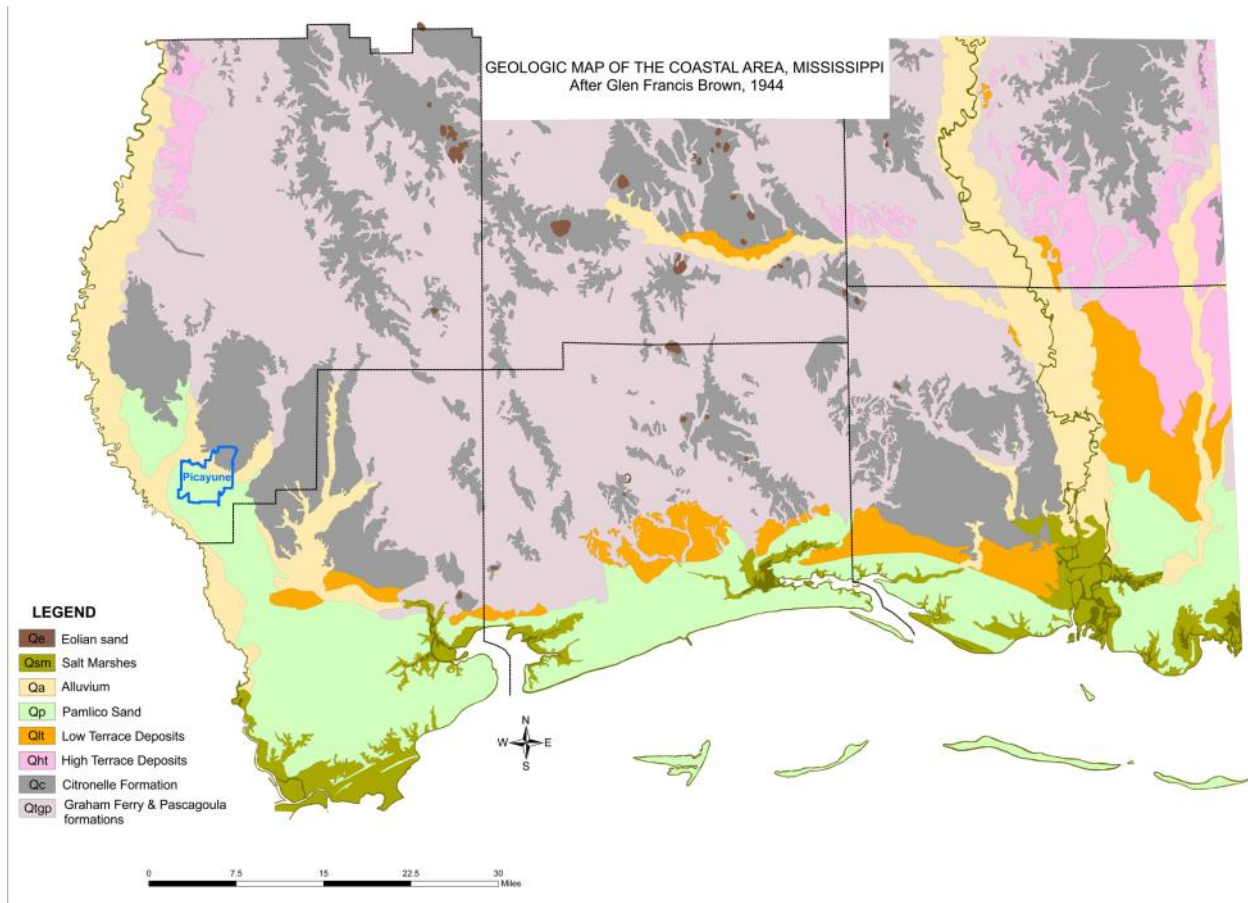 GEOLOGIC MAP OF THE COASTAL AREA, MISSISSIPPI
After Glen Francis Brown, 1944
Picayune
LEGEND
Qe Eolian sand
Qsm Salt Marshes
Qa Alluvium
Qp Pamlico Sand
Qlt Low Terrace Deposits
Qht High Terrace Deposits
Qc Citronelle Formation
Qtgp Graham Ferry & Pascagoula
formations
N
W E
S
0 7.5 15 22.5 30
Miles